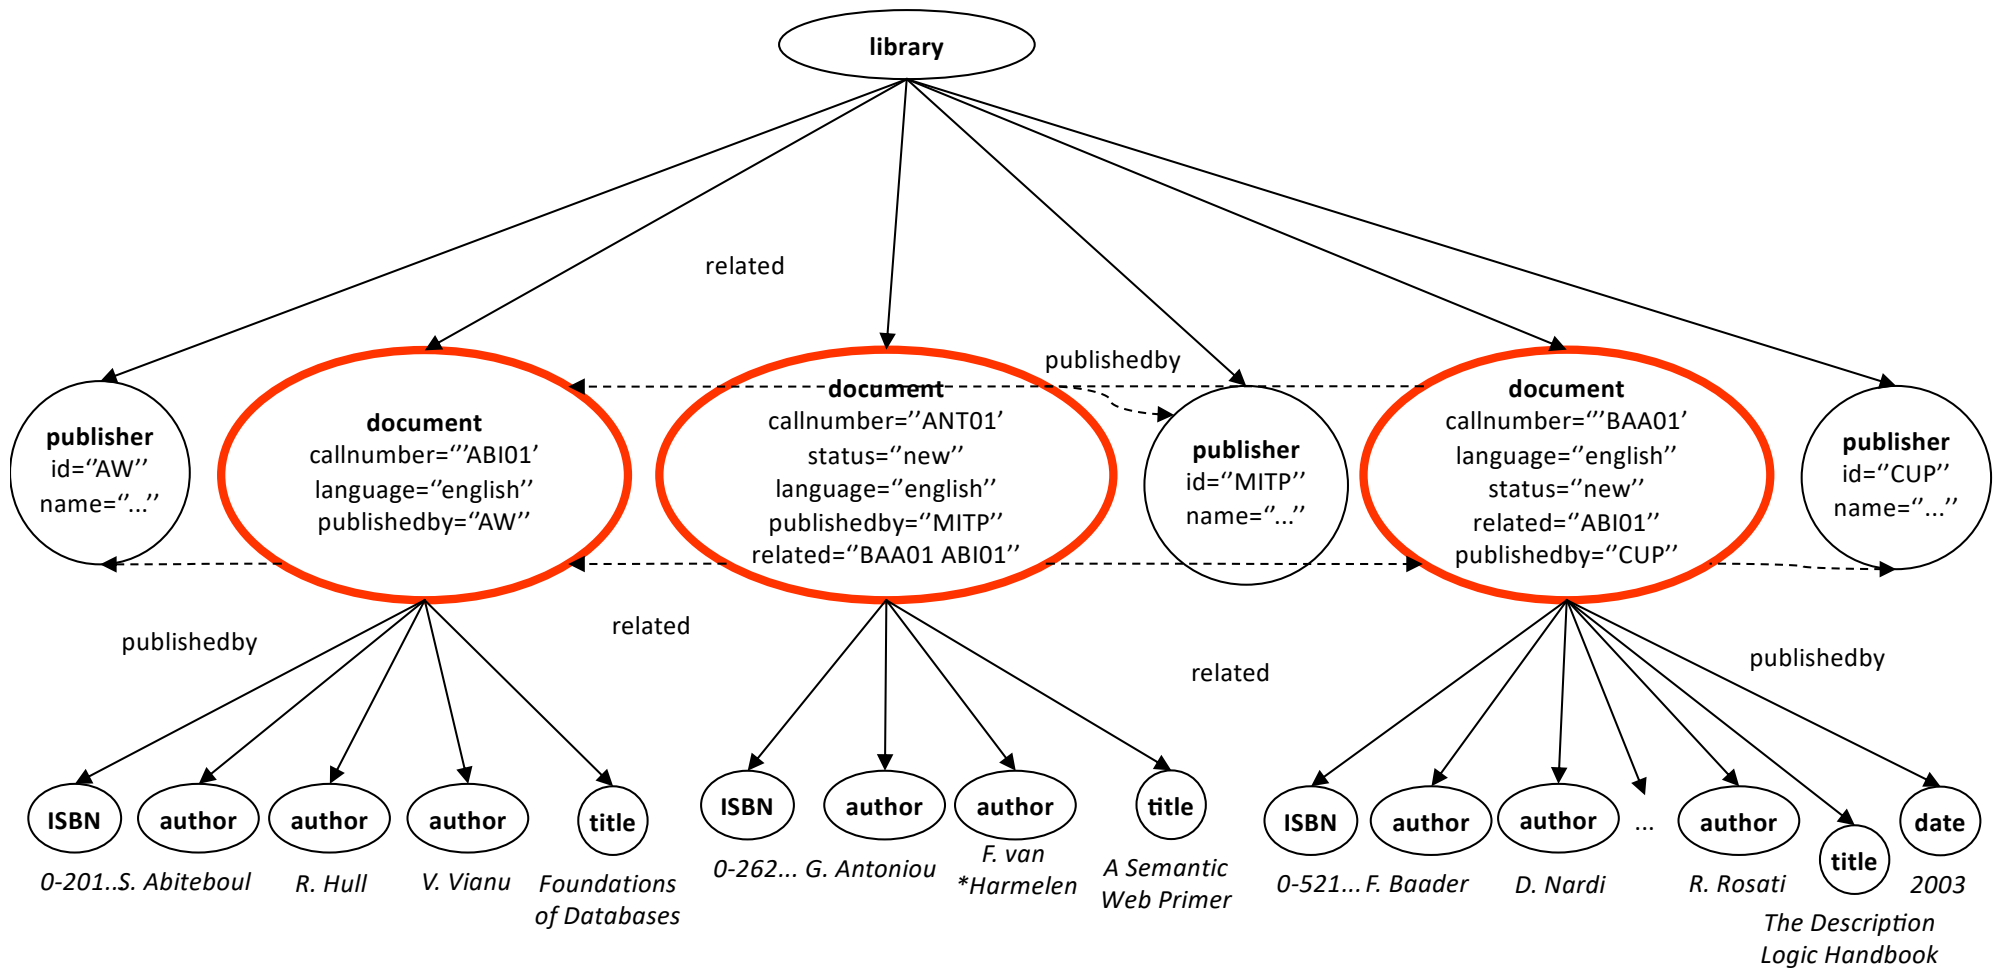 library
related
publishedby
publisher
id=‘‘AW’’
name=‘‘...’’
document
callnumber=‘‘’ABI01’
language=‘‘english’’
publishedby=‘‘AW’’
document
callnumber=‘‘ANT01’
status=‘‘new’’
language=‘‘english’’
publishedby=‘‘MITP’’
related=‘‘BAA01 ABI01’’
publisher
id=‘‘MITP’’
name=‘‘...’’
document
callnumber=‘‘’BAA01’
language=‘‘english’’
status=‘‘new’’
related=‘‘ABI01’’
publishedby=‘‘CUP’’
publisher
id=‘‘CUP’’
name=‘‘...’’
publishedby
related
related
publishedby
ISBN
author
author
author
title
ISBN
author
author
title
ISBN
author
author
...
author
title
date
0-201...
S. Abiteboul
R. Hull
V. Vianu
Foundations
of Databases
0-262...
G. Antoniou
F. van
*Harmelen
A Semantic
Web Primer
0-521...
F. Baader
D. Nardi
R. Rosati
2003
The Description
Logic Handbook